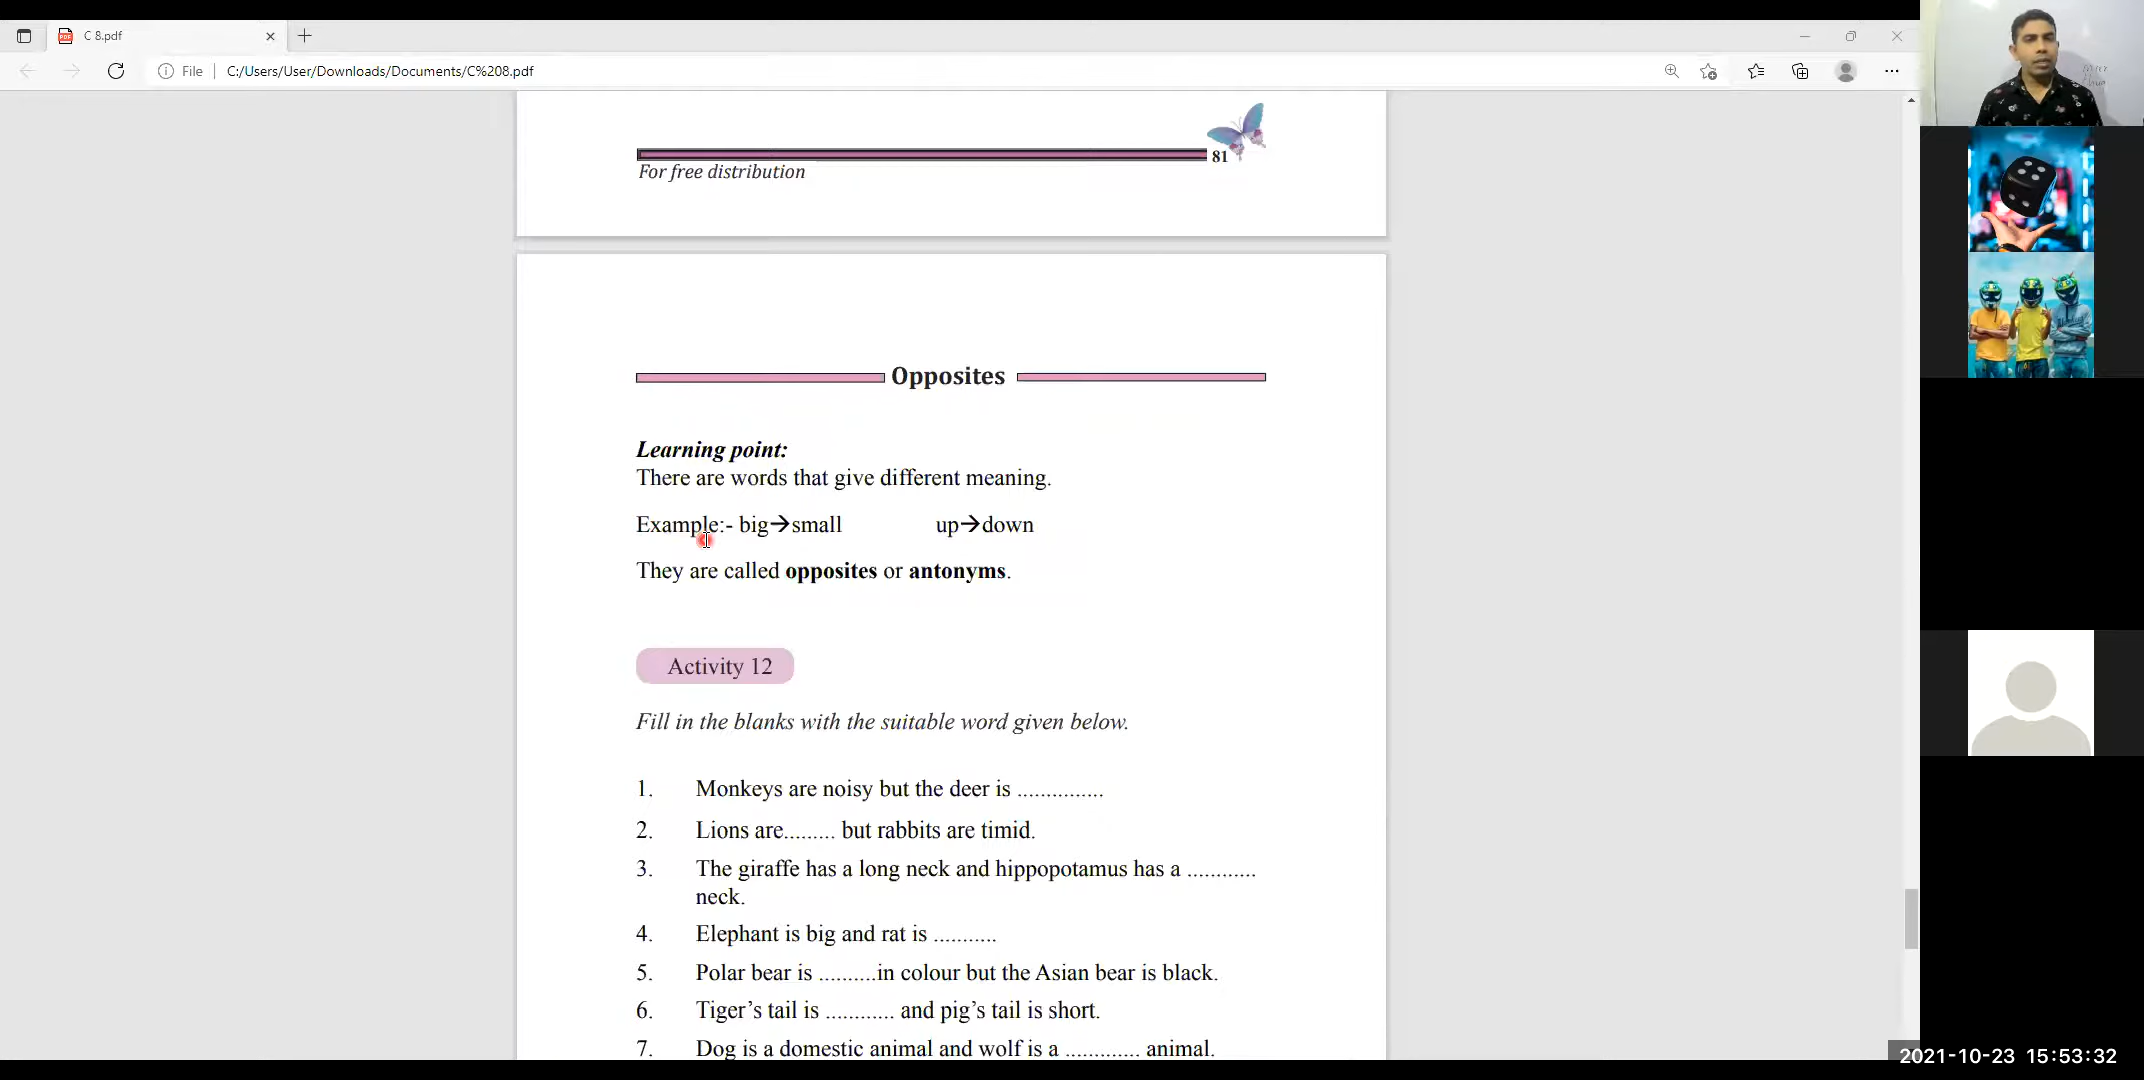 C 8.pdf
File
C:/Users/User/Downloads/Documents/C%208.pdf
81
For free distribution
Opposites
Learning point:
There are words that give different meaning.
Example:- big→small up→down
They are called opposites or antonyms.
Activity 12
Fill in the blanks with the suitable word given below.
1. Monkeys are noisy but the deer is ...............
2. Lions are......... but rabbits are timid.
3. The giraffe has a long neck and hippopotamus has a ............
neck.
4. Elephant is big and rat is ...........
5. Polar bear is ..........in colour but the Asian bear is black.
6. Tiger’s tail is ............ and pig’s tail is short.
7. Dog is a domestic animal and wolf is a ............. animal.
2021-10-23 15:53:32